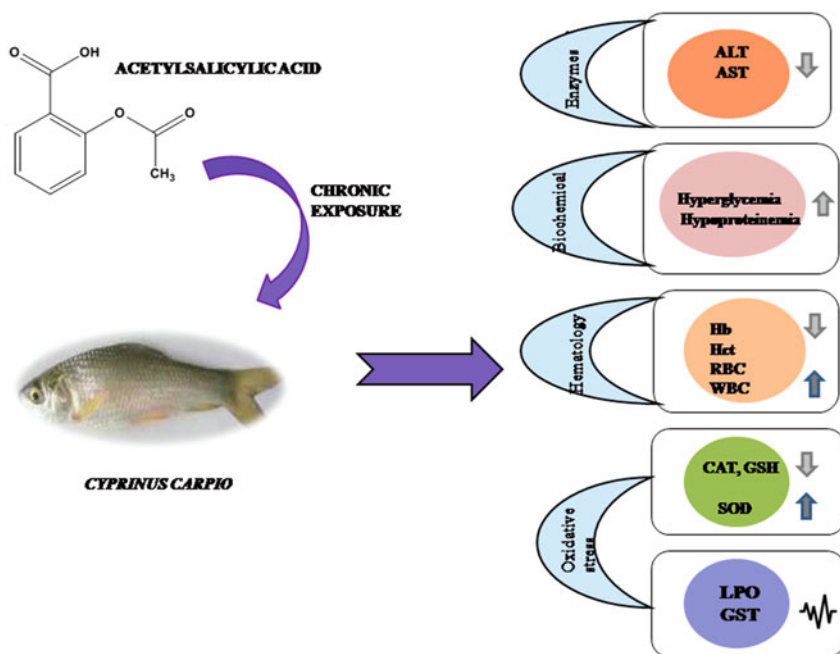 O
OH
ACETYLSALICYLIC ACID
O
O
CH3
CHRONIC
EXPOSURE
CYPRINUS CARPIO
Enzymes
ALT
AST
Biochemical
Hyperglycemia
Hypoproteinemia
Hematology
Hb
Hct
RBC
WBC
Oxidative
stress
CAT, GSH
SOD
LPO
GST